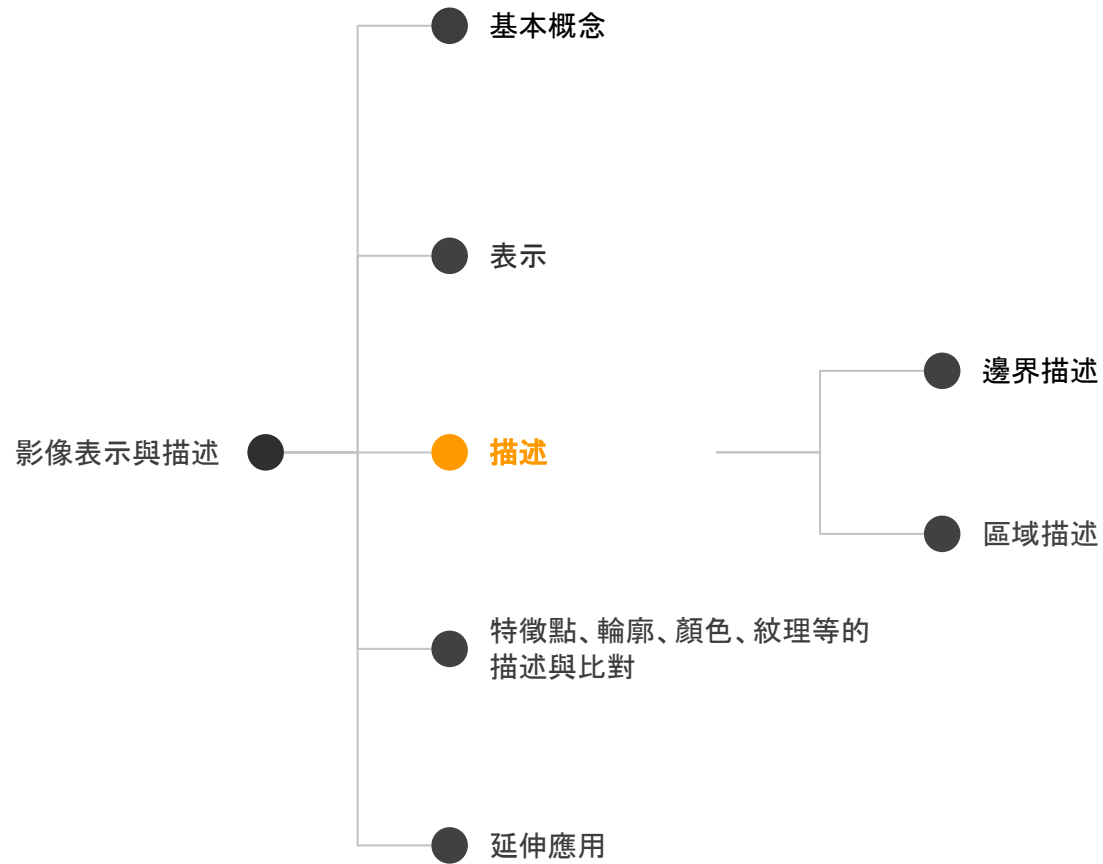 基本概念
表示
邊界描述
影像表示與描述
描述
區域描述
特徵點、輪廓、顏色、紋理等的
描述與比對
延伸應用